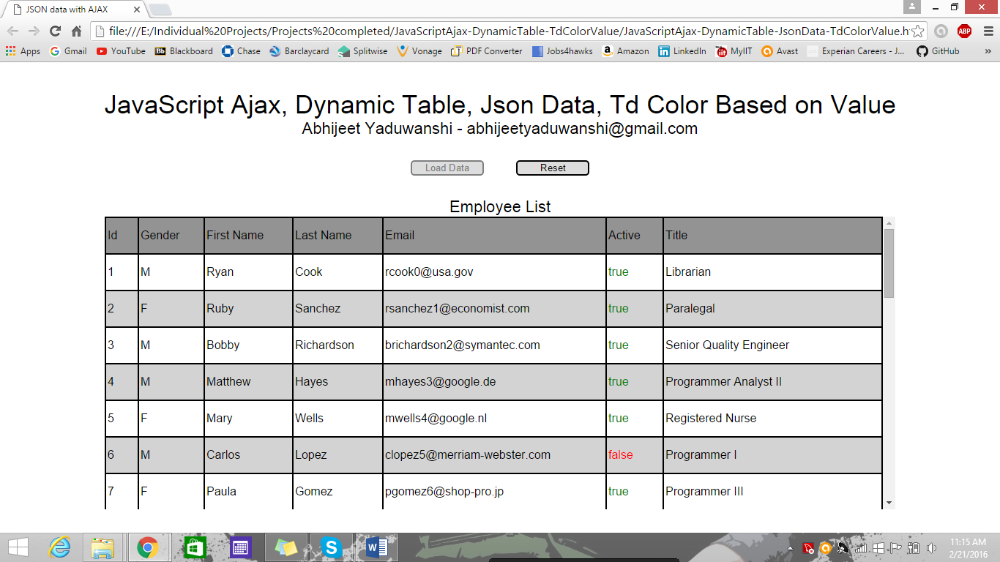 JSON data with AJAX
file:///E:/Individual%20Projects/Projects%20completed/JavaScriptAjax-DynamicTable-TdColorValue/JavaScriptAjax-DynamicTable-JsonData-TdColorValue.h
ABP
Apps Gmail YouTube Bb Blackboard Chase Barclaycard Splitwise Vonage PDF Converter Jobs4hawks Amazon LinkedIn MyIIT Avast Experian Careers - J... GitHub »
JavaScript Ajax, Dynamic Table, Json Data, Td Color Based on Value
Abhijeet Yaduwanshi - abhijeetyaduwanshi@gmail.com
Load Data Reset
Employee List
Id Gender First Name Last Name Email Active Title
1 M Ryan Cook rcook0@usa.gov true Librarian
2 F Ruby Sanchez rsanchez1@economist.com true Paralegal
3 M Bobby Richardson brichardson2@symantec.com true Senior Quality Engineer
4 M Matthew Hayes mhayes3@google.de true Programmer Analyst II
5 F Mary Wells mwells4@google.nl true Registered Nurse
6 M Carlos Lopez clopez5@merriam-webster.com false Programmer I
7 F Paula Gomez pgomez6@shop-pro.jp true Programmer III
11:15 AM
2/21/2016